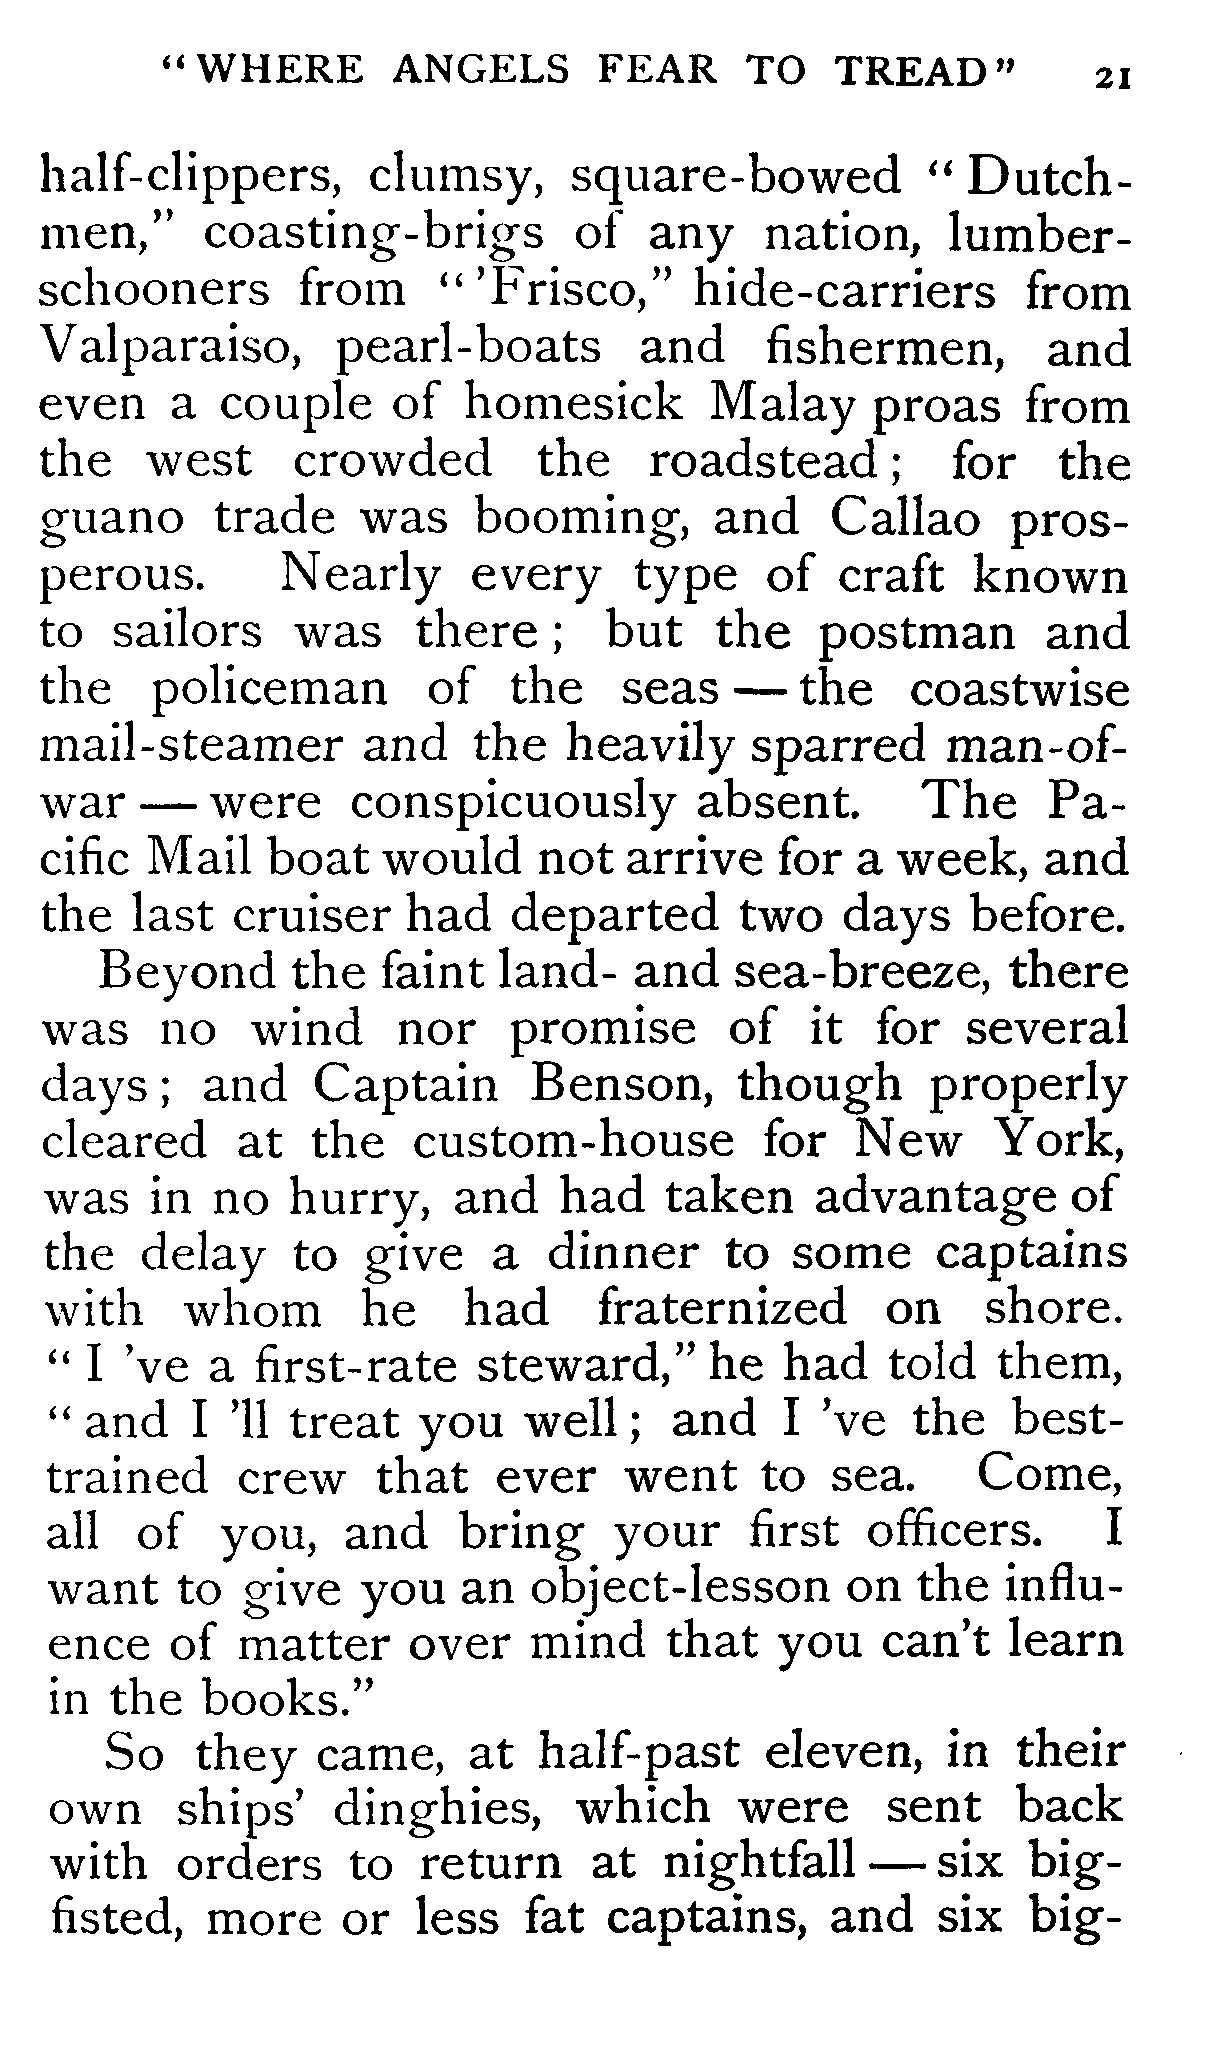 "WHERE ANGELS FEAR TO TREAD" 21
half-clippers, clumsy, square-bowed "Dutch-
men," coasting-brigs of any nation, lumber-
schooners from "'Frisco," hide-carriers from
Valparaiso, pearl-boats and fishermen, and
even a couple of homesick Malay proas from
the west crowded the roadstead; for the
guano trade was booming, and Callao pros-
perous. Nearly every type of craft known
to sailors was there; but the postman and
the policeman of the seas — the coastwise
mail-steamer and the heavily sparred man-of-
war — were conspicuously absent. The Pa-
cific Mail boat would not arrive for a week, and
the last cruiser had departed two days before.
Beyond the faint land- and sea-breeze, there
was no wind nor promise of it for several
days; and Captain Benson, though properly
cleared at the custom-house for New York,
was in no hurry, and had taken advantage of
the delay to give a dinner to some captains
with whom he had fraternized on shore.
"I 've a first-rate steward," he had told them,
"and I 'll treat you well; and I 've the best-
trained crew that ever went to sea. Come,
all of you, and bring your first officers. I
want to give you an object-lesson on the influ-
ence of matter over mind that you can't learn
in the books."
So they came, at half-past eleven, in their
own ships' dinghies, which were sent back
with orders to return at nightfall — six big-
fisted, more or less fat captains, and six big-